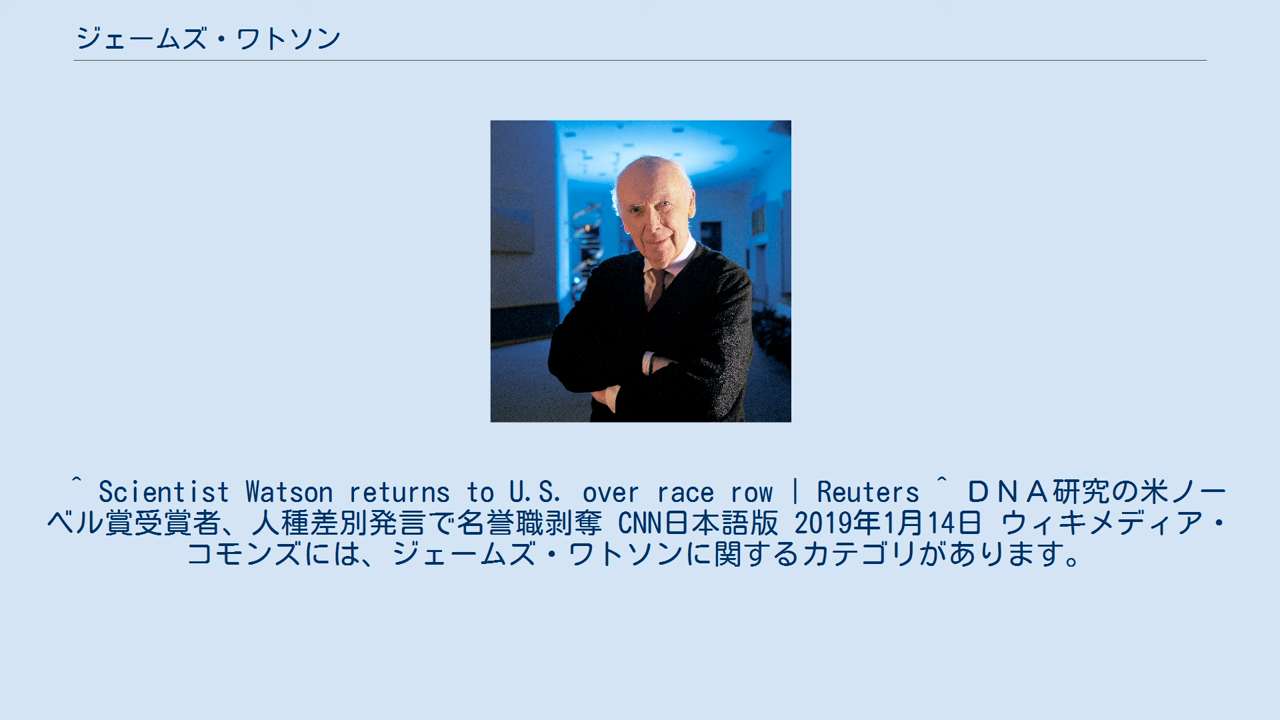 ジェームズ・ワトソン
^ Scientist Watson returns to U.S. over race row | Reuters ^ ＤＮＡ研究の米ノー
ベル賞受賞者、人種差別発言で名誉職剥奪 CNN日本語版 2019年1月14日 ウィキメディア・
コモンズには、ジェームズ・ワトソンに関するカテゴリがあります。